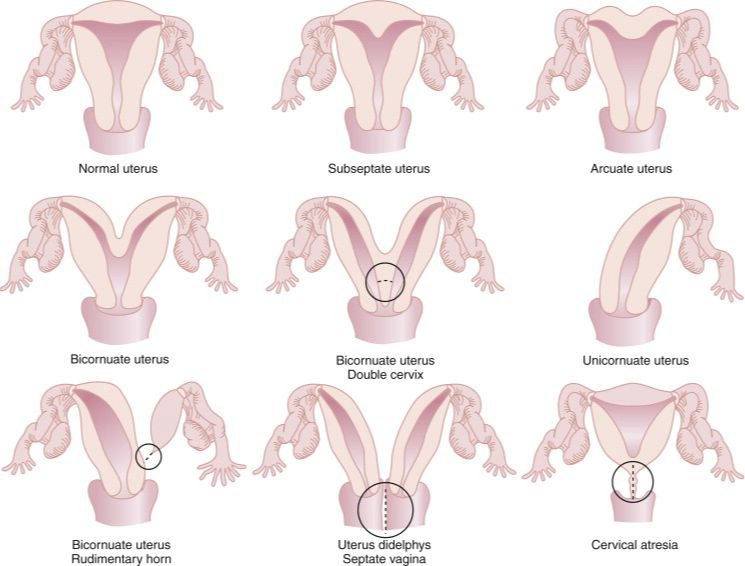 Normal uterus
Subseptate uterus
Arcuate uterus
Bicornuate uterus
Bicornuate uterus
Double cervix
Unicornuate uterus
Bicornuate uterus
Rudimentary horn
Uterus didelphys
Septate vagina
Cervical atresia